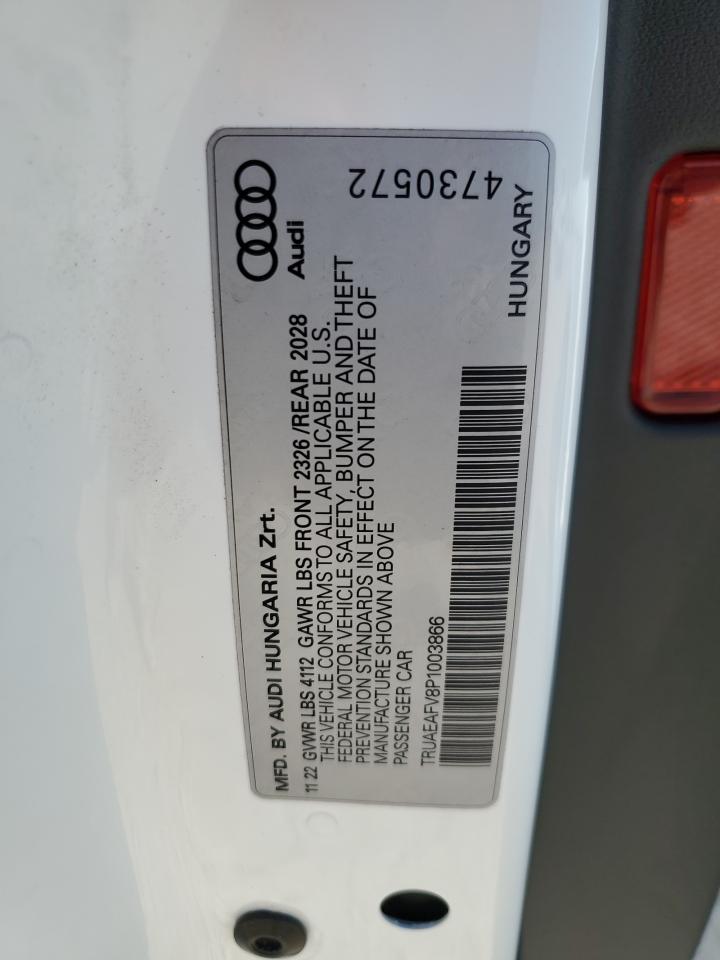 MFD. BY AUDI HUNGARIA Zrt.
Audi
11 22 GVWR LBS 4112 GAWR LBS FRONT 2326 /REAR 2028
THIS VEHICLE CONFORMS TO ALL APPLICABLE U.S.
FEDERAL MOTOR VEHICLE SAFETY, BUMPER AND THEFT
PREVENTION STANDARDS IN EFFECT ON THE DATE OF
MANUFACTURE SHOWN ABOVE
PASSENGER CAR
4730572
TRUAEAFV8P1003866
HUNGARY